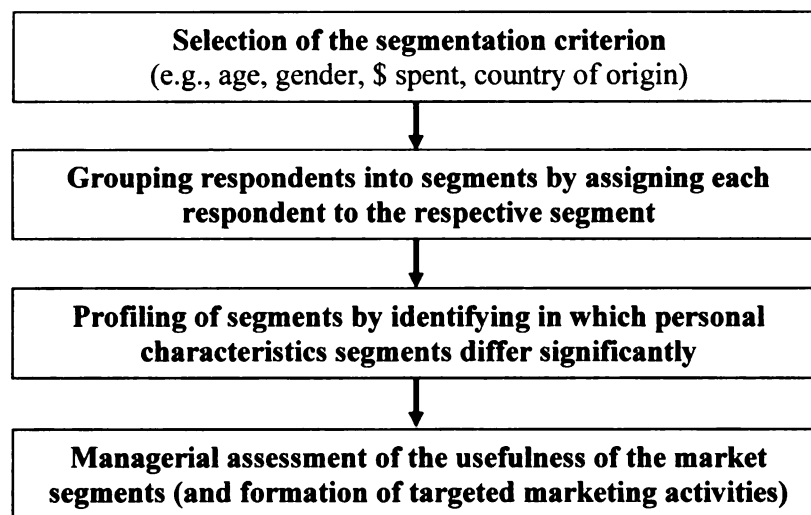 Selection of the segmentation criterion
(e.g., age, gender, $ spent, country of origin)
Grouping respondents into segments by assigning each
respondent to the respective segment
Profiling of segments by identifying in which personal
characteristics segments differ significantly
Managerial assessment of the usefulness of the market
segments (and formation of targeted marketing activities)